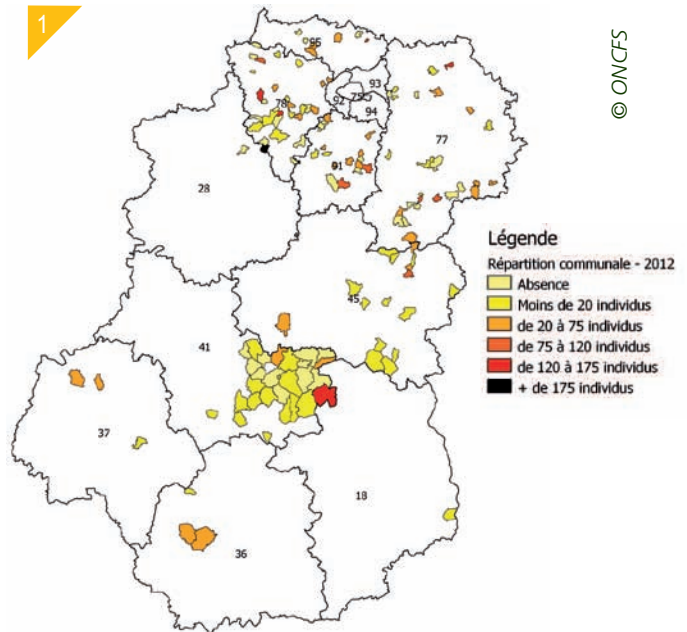 1
© ONCFS
95
93
78
92
75
94
77
91
28
45
41
37
18
36
Légende
Répartition communale - 2012
Absence
Moins de 20 individus
de 20 à 75 individus
de 75 à 120 individus
de 120 à 175 individus
+ de 175 individus